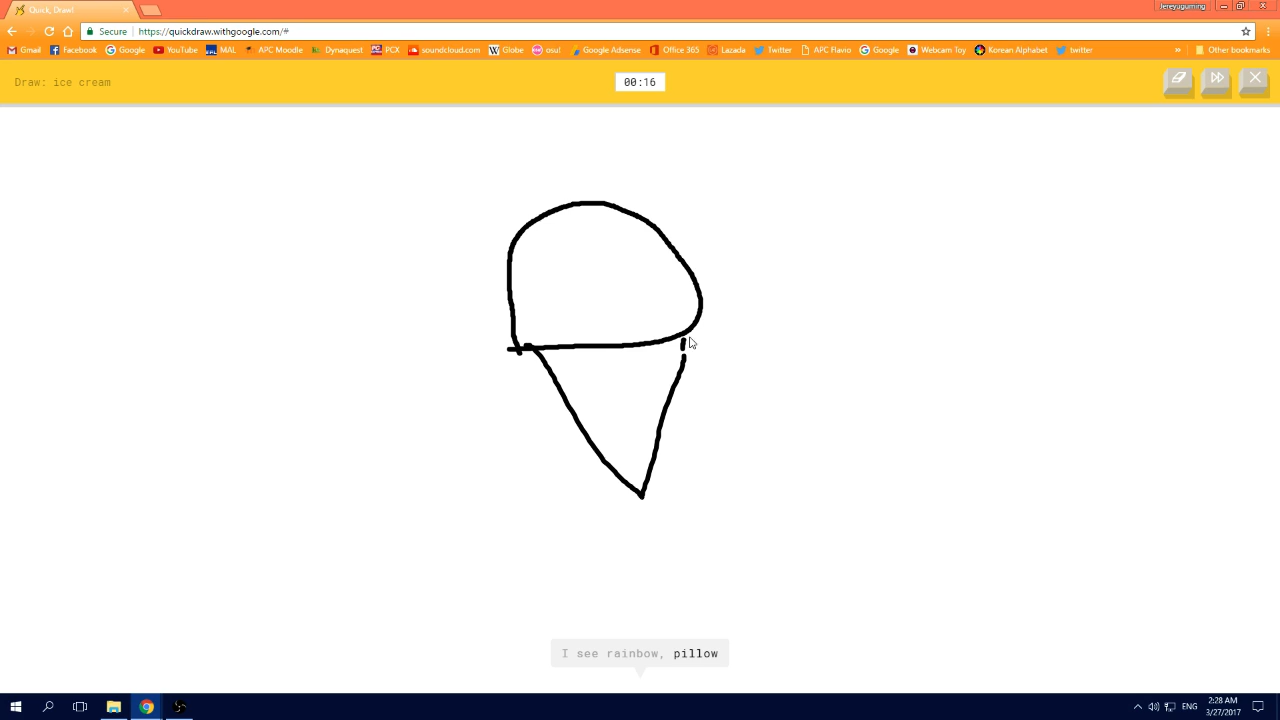 Quick, Draw!
Jereyuguming
Secure https://quickdraw.withgoogle.com/#
Gmail Facebook Google YouTube MAL APC Moodle Dynaquest PCX soundcloud.com Globe osu! Google Adsense Office 365 Lazada Twitter APC Flavio Google Webcam Toy Korean Alphabet twitter » Other bookmarks
Draw: ice cream
00:16
I see rainbow, pillow
ENG
2:28 AM
3/27/2017